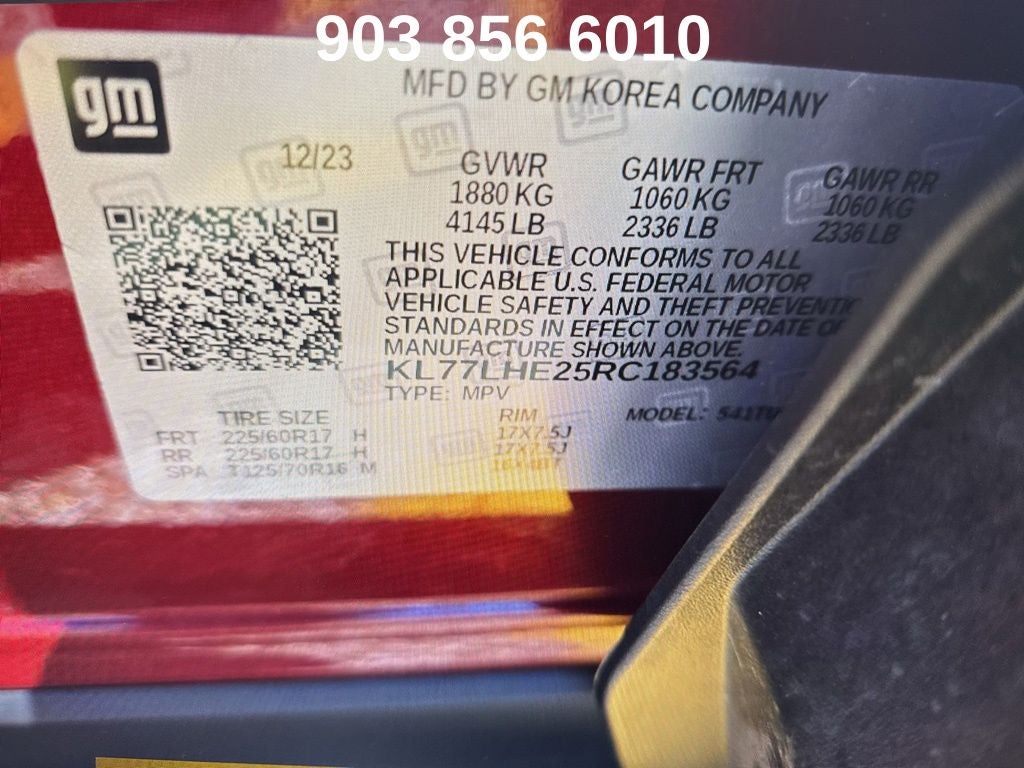 903 856 6010
gm
MFD BY GM KOREA COMPANY
12/23
GVWR GAWR FRT GAWR RR
1880 KG 1060 KG 1060 KG
4145 LB 2336 LB 2336 LB
THIS VEHICLE CONFORMS TO ALL
APPLICABLE U.S. FEDERAL MOTOR
VEHICLE SAFETY AND THEFT
STANDARDS IN EFFECT ON THE DATE OF
MANUFACTURE SHOWN ABOVE.
KL77LHE25RC183564
TYPE: MPV
TIRE SIZE RIM MODEL:
FRT 225/60R17 H 17X7.5J
RR 225/60R17 H 17X7.5J
SPA T125/70R16 M